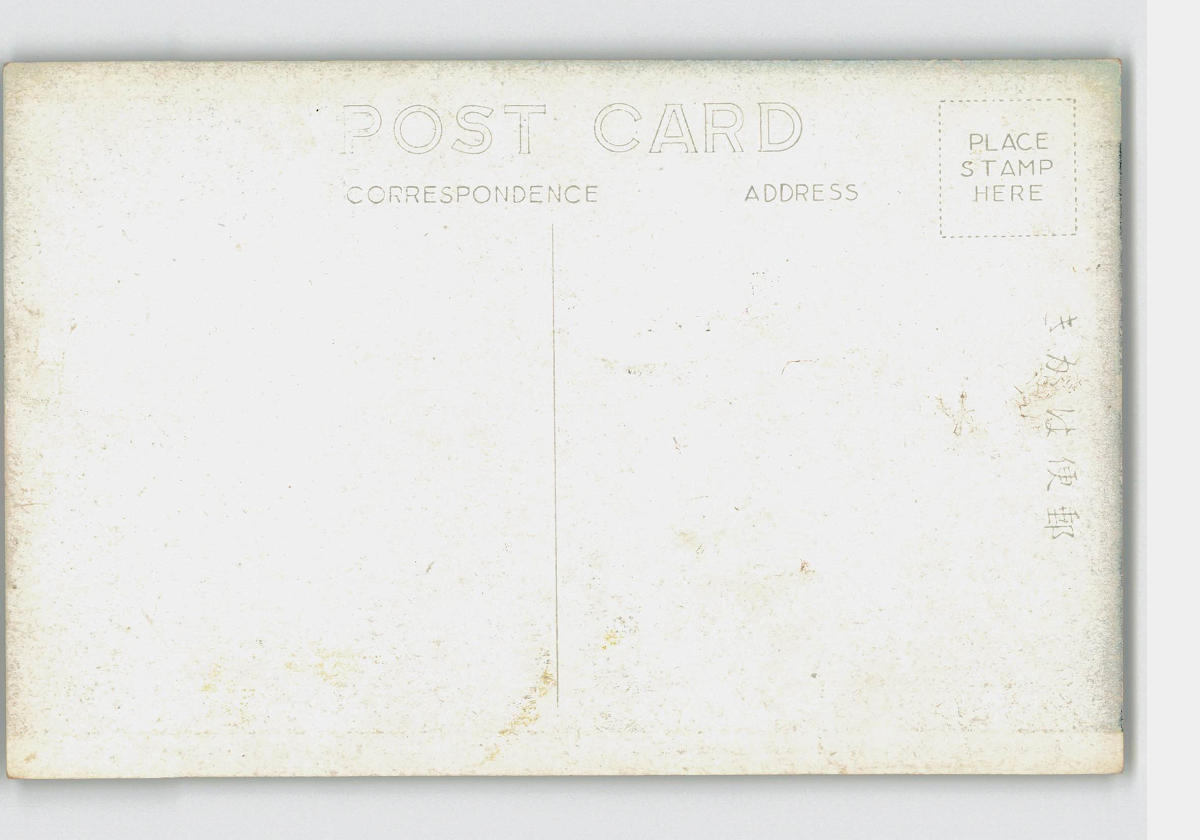 POST CARD
CORRESPONDENCE
ADDRESS
PLACE
STAMP
HERE
郵便はがき